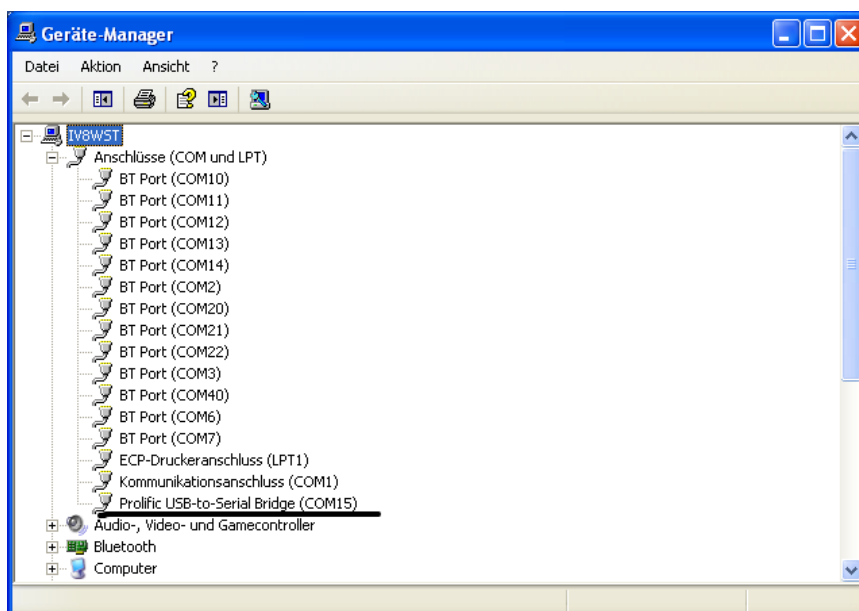 Geräte-Manager
Datei Aktion Ansicht ?
IV8WST
Anschlüsse (COM und LPT)
BT Port (COM10)
BT Port (COM11)
BT Port (COM12)
BT Port (COM13)
BT Port (COM14)
BT Port (COM2)
BT Port (COM20)
BT Port (COM21)
BT Port (COM22)
BT Port (COM3)
BT Port (COM40)
BT Port (COM6)
BT Port (COM7)
ECP-Druckeranschluss (LPT1)
Kommunikationsanschluss (COM1)
Prolific USB-to-Serial Bridge (COM15)
Audio-, Video- und Gamecontroller
Bluetooth
Computer